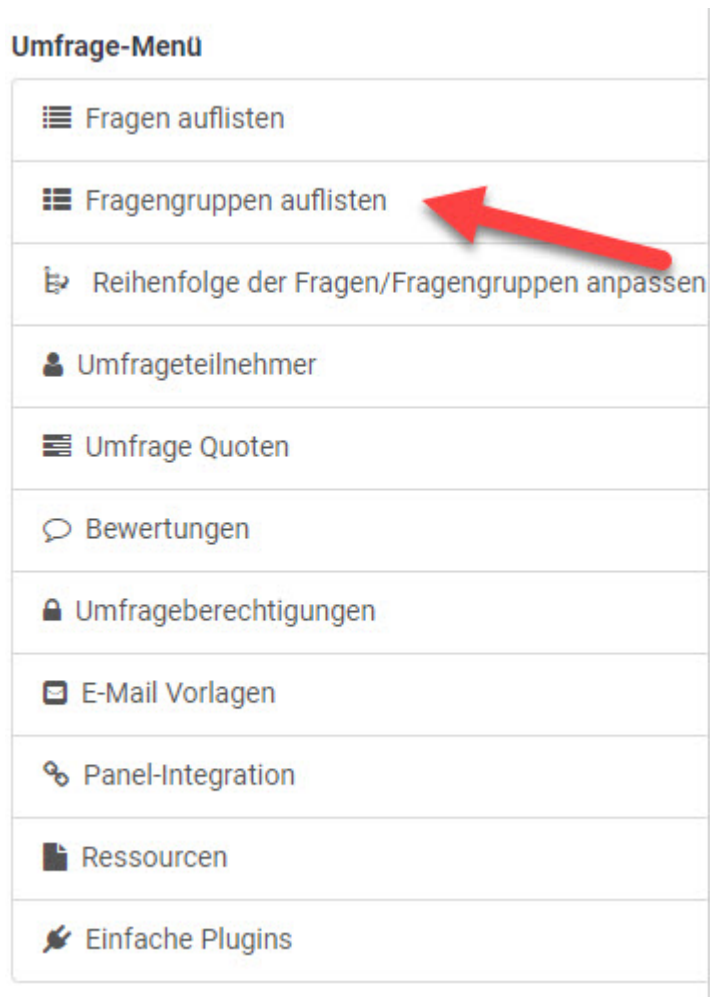 Umfrage-Menü
Fragen auflisten
Fragengruppen auflisten
Reihenfolge der Fragen/Fragengruppen anpassen
Umfrageteilnehmer
Umfrage Quoten
Bewertungen
Umfrageberechtigungen
E-Mail Vorlagen
Panel-Integration
Ressourcen
Einfache Plugins